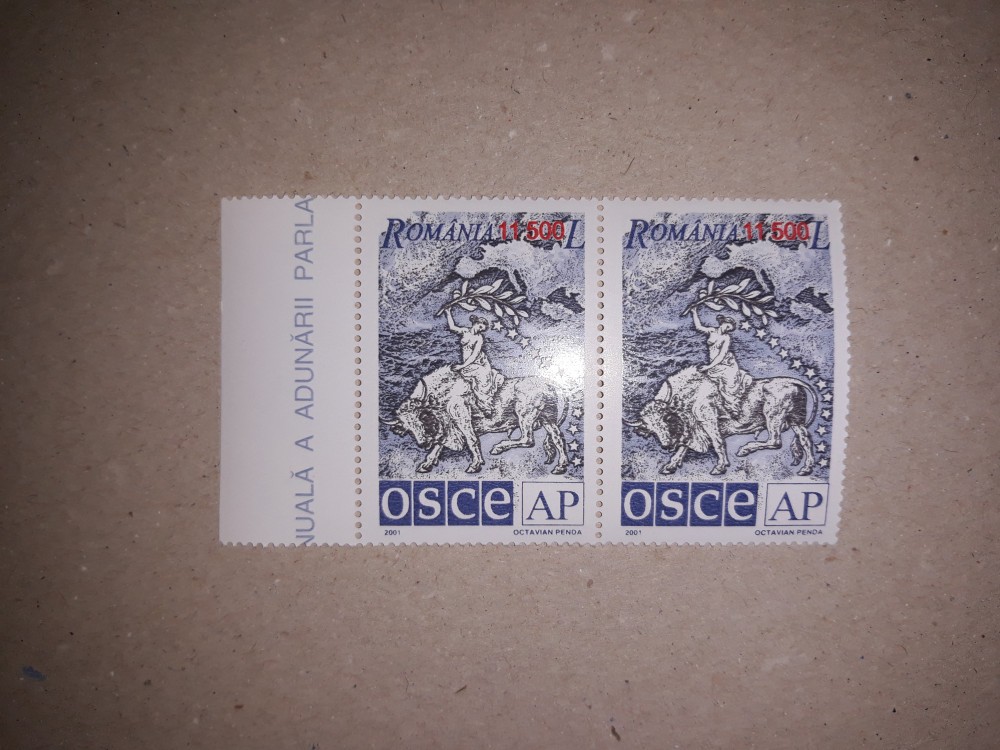 NUALĂ A ADUNĂRII PARLA
ROMÂNIA 11 500 L
OSCE AP
2001 OCTAVIAN PENDA
ROMÂNIA 11 500 L
OSCE AP
2001 OCTAVIAN PENDA